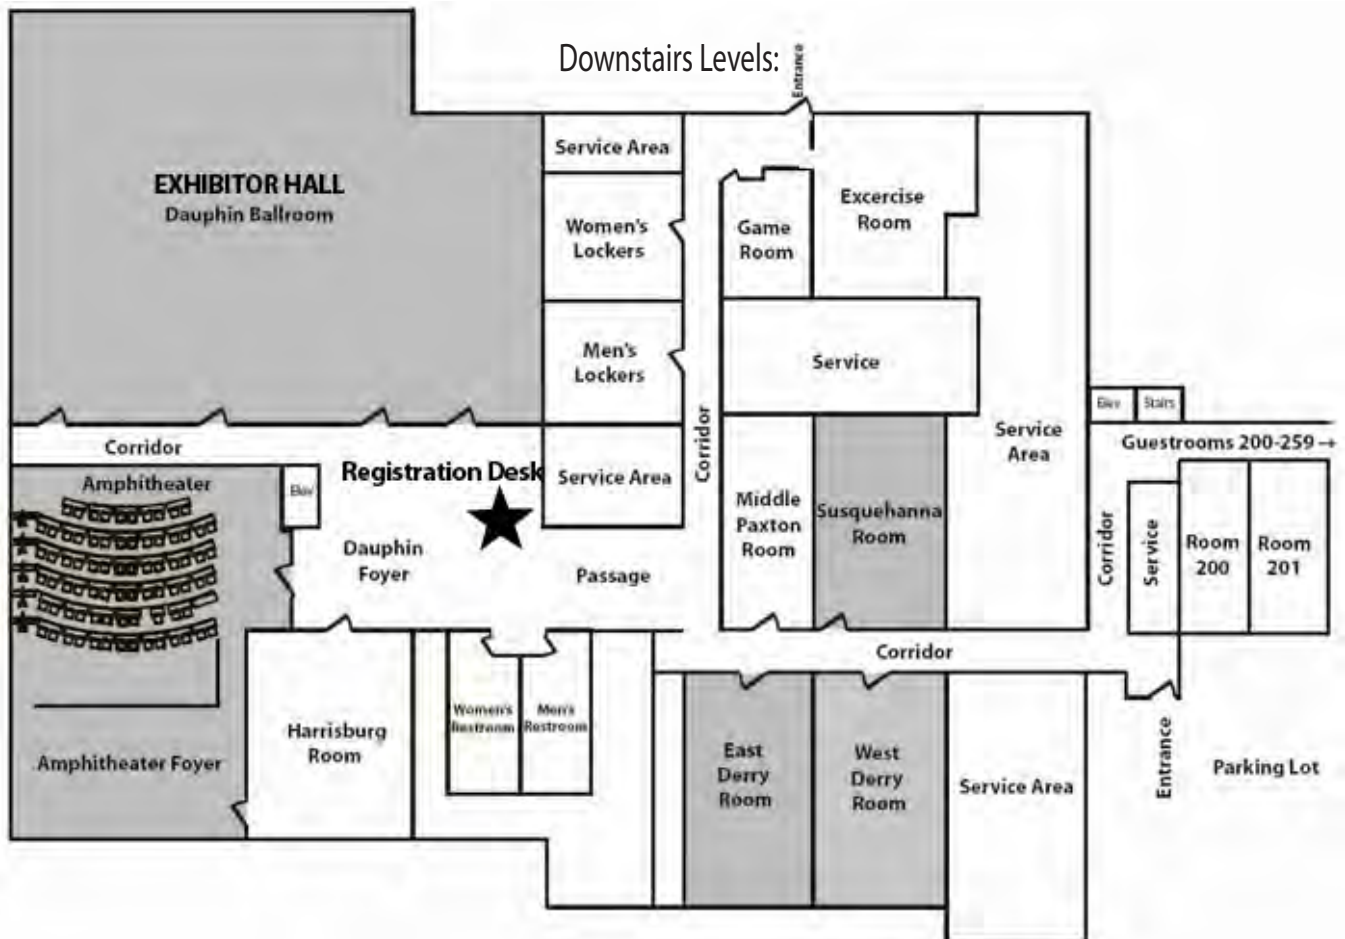 Downstairs Levels:
Entrance
EXHIBITOR HALL
Dauphin Ballroom
Service Area
Women's
Lockers
Men's
Lockers
Game
Room
Excercise
Room
Service
Corridor
Service
Area
Elev
Stairs
Guestrooms 200-259 →
Corridor
Amphitheater
Elev
Registration Desk
Service Area
Dauphin
Foyer
Passage
Middle
Paxton
Room
Susquehanna
Room
Corridor
Service
Room
200
Room
201
Corridor
Harrisburg
Room
Women's
Restroom
Men's
Restroom
Amphitheater Foyer
East
Derry
Room
West
Derry
Room
Service Area
Entrance
Parking Lot